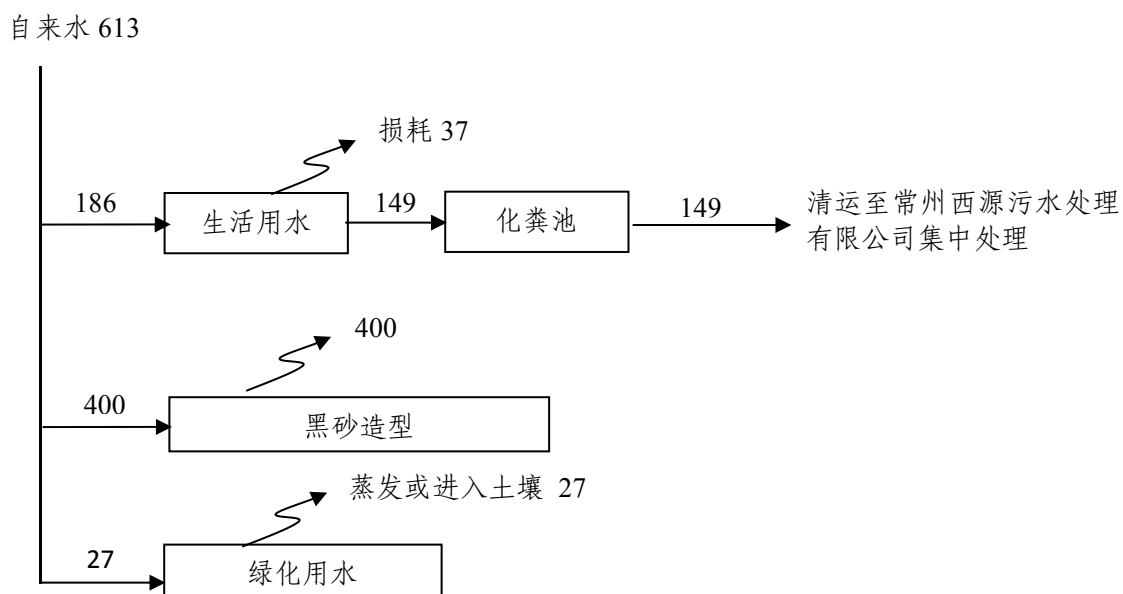 自来水 613
损耗 37
186
生活用水
149
化粪池
149
清运至常州西源污水处理
有限公司集中处理
400
400
黑砂造型
蒸发或进入土壤 27
27
绿化用水